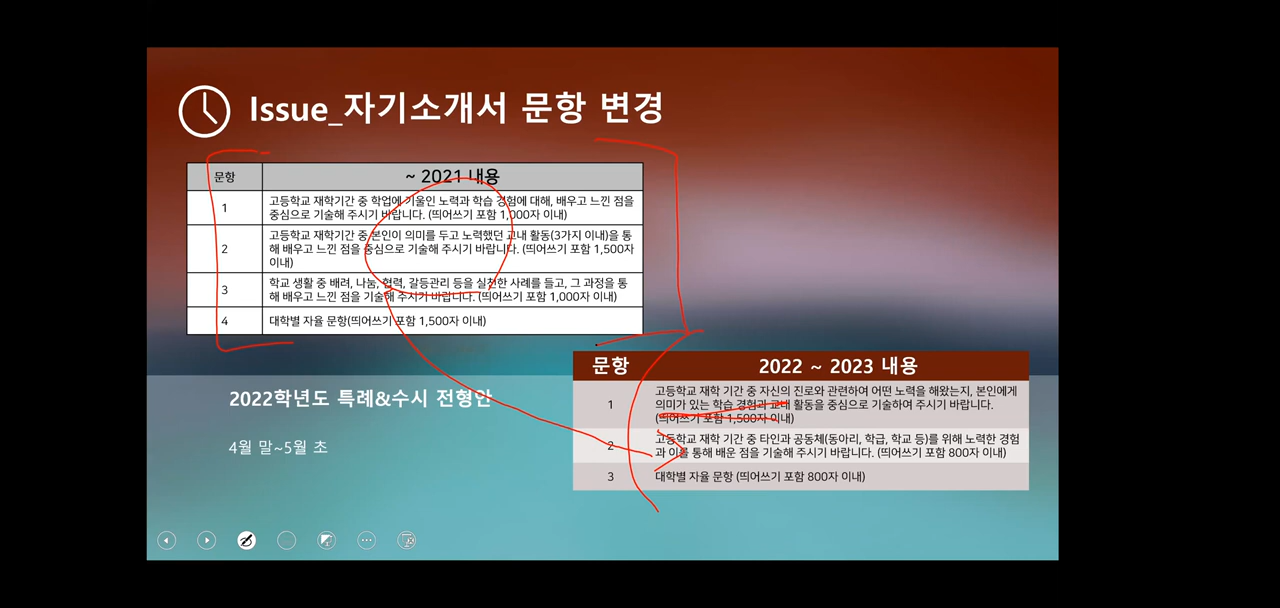 Issue_자기소개서 문항 변경
문항
~ 2021 내용
1
고등학교 재학기간 중 학업에 기울인 노력과 학습 경험에 대해, 배우고 느낀 점을
중심으로 기술해 주시기 바랍니다. (띄어쓰기 포함 1,000자 이내)
2
고등학교 재학기간 중 본인이 의미를 두고 노력했던 교내 활동(3가지 이내)을 통
해 배우고 느낀 점을 중심으로 기술해 주시기 바랍니다. (띄어쓰기 포함 1,500자
이내)
3
학교 생활 중 배려, 나눔, 협력, 갈등관리 등을 실천한 사례를 들고, 그 과정을 통
해 배우고 느낀 점을 기술해 주시기 바랍니다. (띄어쓰기 포함 1,000자 이내)
4
대학별 자율 문항(띄어쓰기 포함 1,500자 이내)
문항
2022 ~ 2023 내용
1
고등학교 재학 기간 중 자신의 진로와 관련하여 어떤 노력을 해왔는지, 본인에게
의미가 있는 학습 경험과 교내 활동을 중심으로 기술하여 주시기 바랍니다.
(띄어쓰기 포함 1,500자 이내)
2
고등학교 재학 기간 중 타인과 공동체(동아리, 학급, 학교 등)를 위해 노력한 경험
과 이를 통해 배운 점을 기술해 주시기 바랍니다. (띄어쓰기 포함 800자 이내)
3
대학별 자율 문항 (띄어쓰기 포함 800자 이내)
2022학년도 특례&수시 전형안
4월 말~5월 초